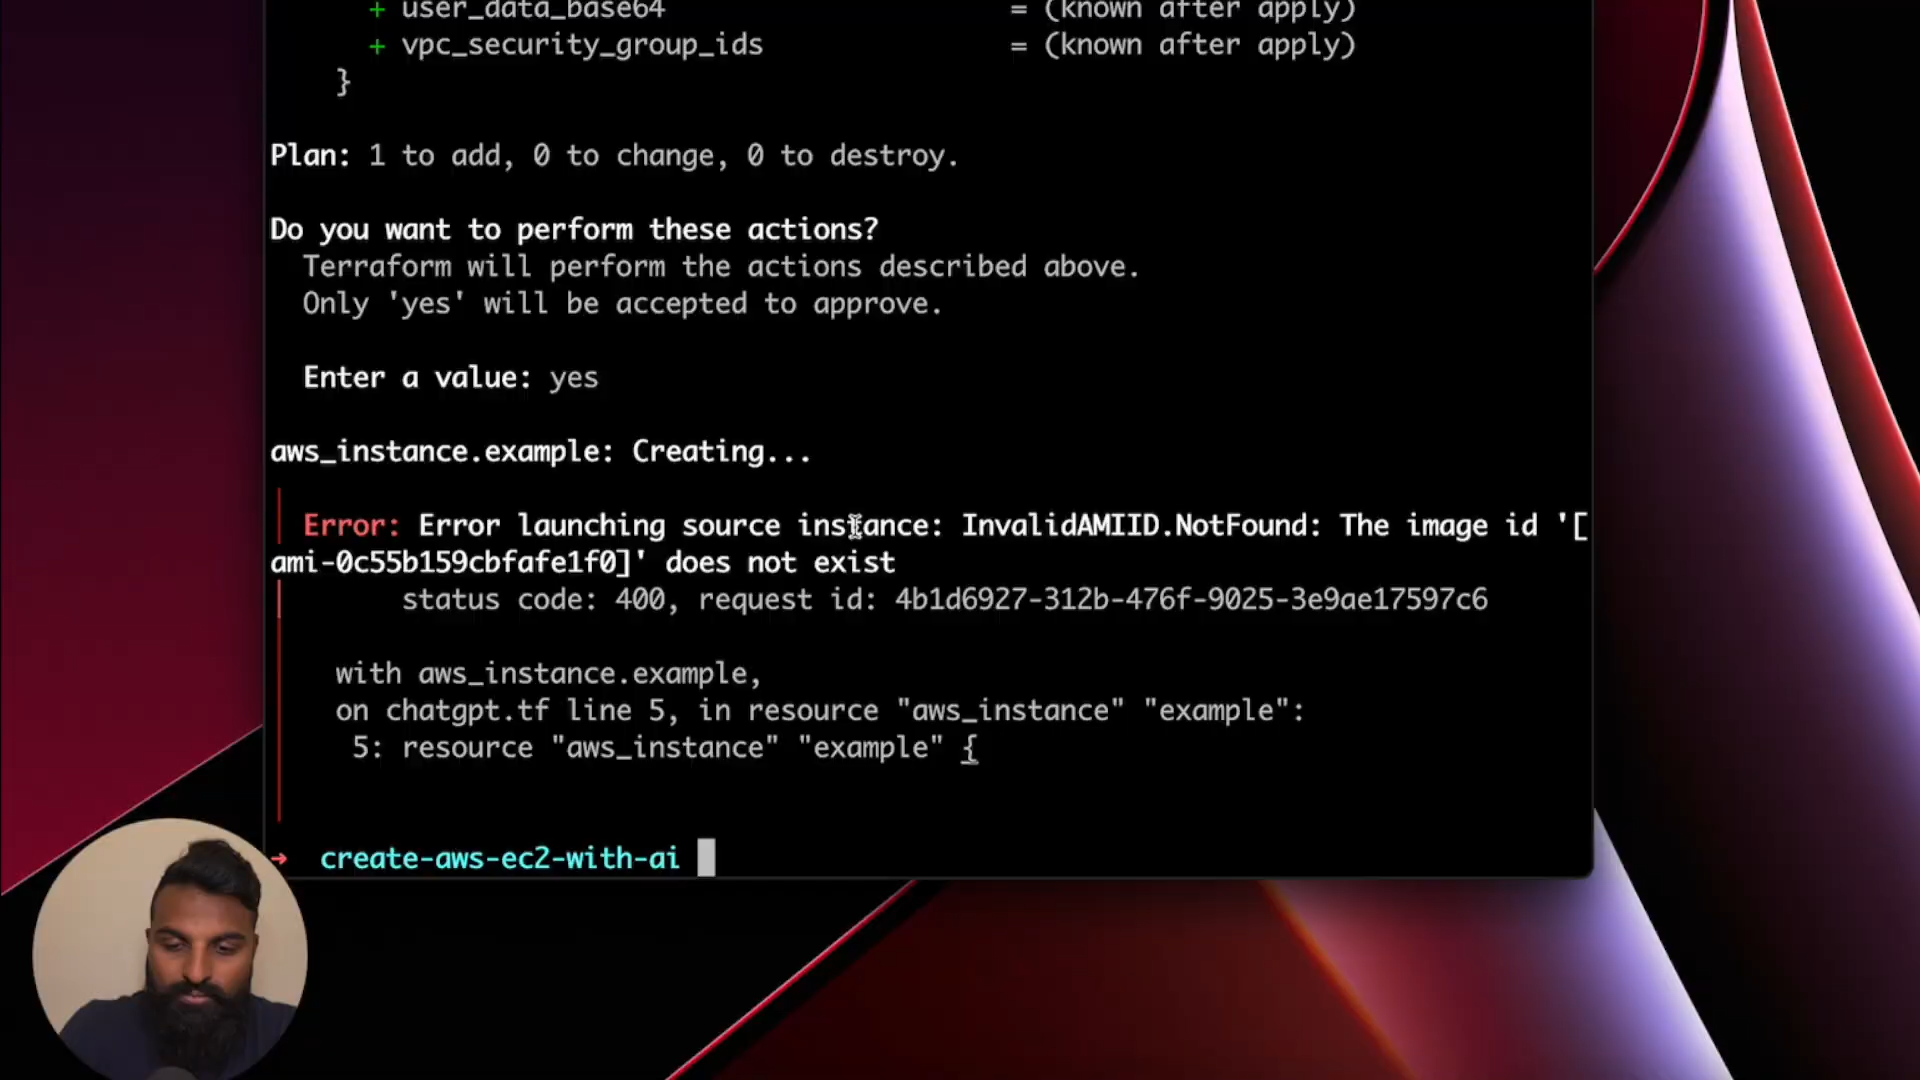 + user_data_base64 = (known after apply)
+ vpc_security_group_ids = (known after apply)
}
Plan: 1 to add, 0 to change, 0 to destroy.
Do you want to perform these actions?
Terraform will perform the actions described above.
Only 'yes' will be accepted to approve.
Enter a value: yes
aws_instance.example: Creating...
Error: Error launching source instance: InvalidAMIID.NotFound: The image id '[
ami-0c55b159cbfafe1f0]' does not exist
status code: 400, request id: 4b1d6927-312b-476f-9025-3e9ae17597c6
with aws_instance.example,
on chatgpt.tf line 5, in resource "aws_instance" "example":
5: resource "aws_instance" "example" {
→ create-aws-ec2-with-ai